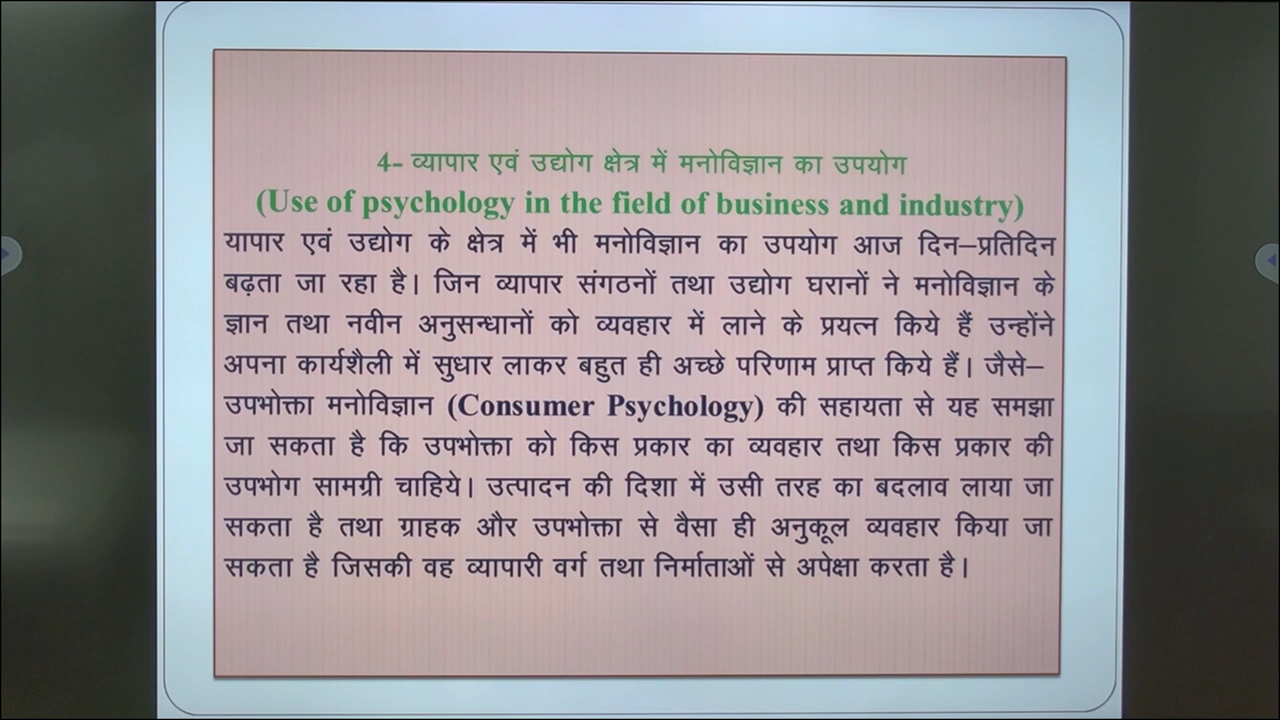 4- व्यापार एवं उद्योग क्षेत्र में मनोविज्ञान का उपयोग
(Use of psychology in the field of business and industry)
यापार एवं उद्योग के क्षेत्र में भी मनोविज्ञान का उपयोग आज दिन–प्रतिदिन
बढ़ता जा रहा है। जिन व्यापार संगठनों तथा उद्योग घरानों ने मनोविज्ञान के
ज्ञान तथा नवीन अनुसन्धानों को व्यवहार में लाने के प्रयत्न किये हैं उन्होंने
अपना कार्यशैली में सुधार लाकर बहुत ही अच्छे परिणाम प्राप्त किये हैं। जैसे–
उपभोक्ता मनोविज्ञान (Consumer Psychology) की सहायता से यह समझा
जा सकता है कि उपभोक्ता को किस प्रकार का व्यवहार तथा किस प्रकार की
उपभोग सामग्री चाहिये। उत्पादन की दिशा में उसी तरह का बदलाव लाया जा
सकता है तथा ग्राहक और उपभोक्ता से वैसा ही अनुकूल व्यवहार किया जा
सकता है जिसकी वह व्यापारी वर्ग तथा निर्माताओं से अपेक्षा करता है।